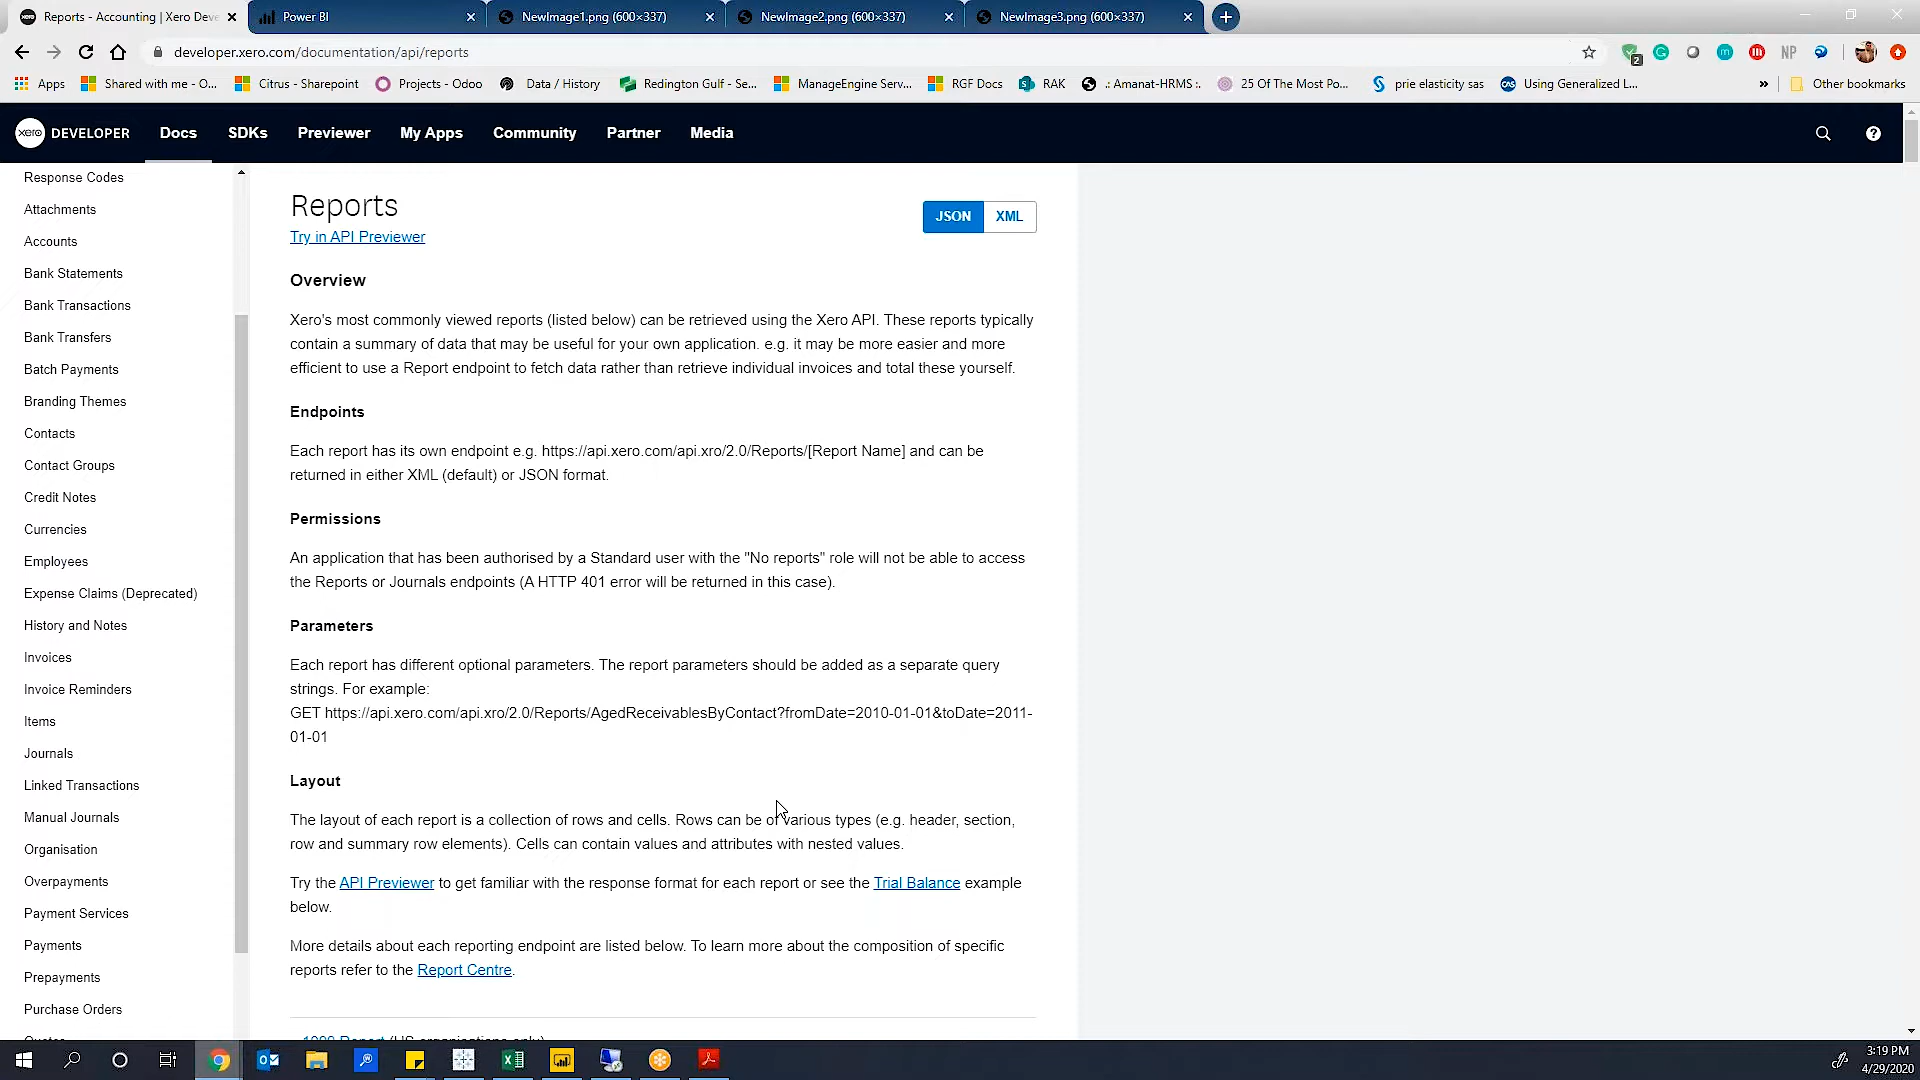 Reports - Accounting | Xero Deve
Power BI
NewImage1.png (600×337)
NewImage2.png (600×337)
NewImage3.png (600×337)
developer.xero.com/documentation/api/reports
2
NP
Apps
Shared with me - O...
Citrus - Sharepoint
Projects - Odoo
Data / History
Redington Gulf - Se...
ManageEngine Serv...
RGF Docs
RAK
.: Amanat-HRMS :.
25 Of The Most Po...
prie elasticity sas
Using Generalized L...
»
Other bookmarks
xero DEVELOPER
Docs
SDKs
Previewer
My Apps
Community
Partner
Media
Response Codes
Attachments
Accounts
Bank Statements
Bank Transactions
Bank Transfers
Batch Payments
Branding Themes
Contacts
Contact Groups
Credit Notes
Currencies
Employees
Expense Claims (Deprecated)
History and Notes
Invoices
Invoice Reminders
Items
Journals
Linked Transactions
Manual Journals
Organisation
Overpayments
Payment Services
Payments
Prepayments
Purchase Orders
Quotes
Reports
Try in API Previewer
JSON
XML
Overview
Xero's most commonly viewed reports (listed below) can be retrieved using the Xero API. These reports typically
contain a summary of data that may be useful for your own application. e.g. it may be more easier and more
efficient to use a Report endpoint to fetch data rather than retrieve individual invoices and total these yourself.
Endpoints
Each report has its own endpoint e.g. https://api.xero.com/api.xro/2.0/Reports/[Report Name] and can be
returned in either XML (default) or JSON format.
Permissions
An application that has been authorised by a Standard user with the "No reports" role will not be able to access
the Reports or Journals endpoints (A HTTP 401 error will be returned in this case).
Parameters
Each report has different optional parameters. The report parameters should be added as a separate query
strings. For example:
GET https://api.xero.com/api.xro/2.0/Reports/AgedReceivablesByContact?fromDate=2010-01-01&toDate=2011-
01-01
Layout
The layout of each report is a collection of rows and cells. Rows can be of various types (e.g. header, section,
row and summary row elements). Cells can contain values and attributes with nested values.
Try the API Previewer to get familiar with the response format for each report or see the Trial Balance example
below.
More details about each reporting endpoint are listed below. To learn more about the composition of specific
reports refer to the Report Centre.
1099 Report (US organisations only)
3:19 PM
4/29/2020